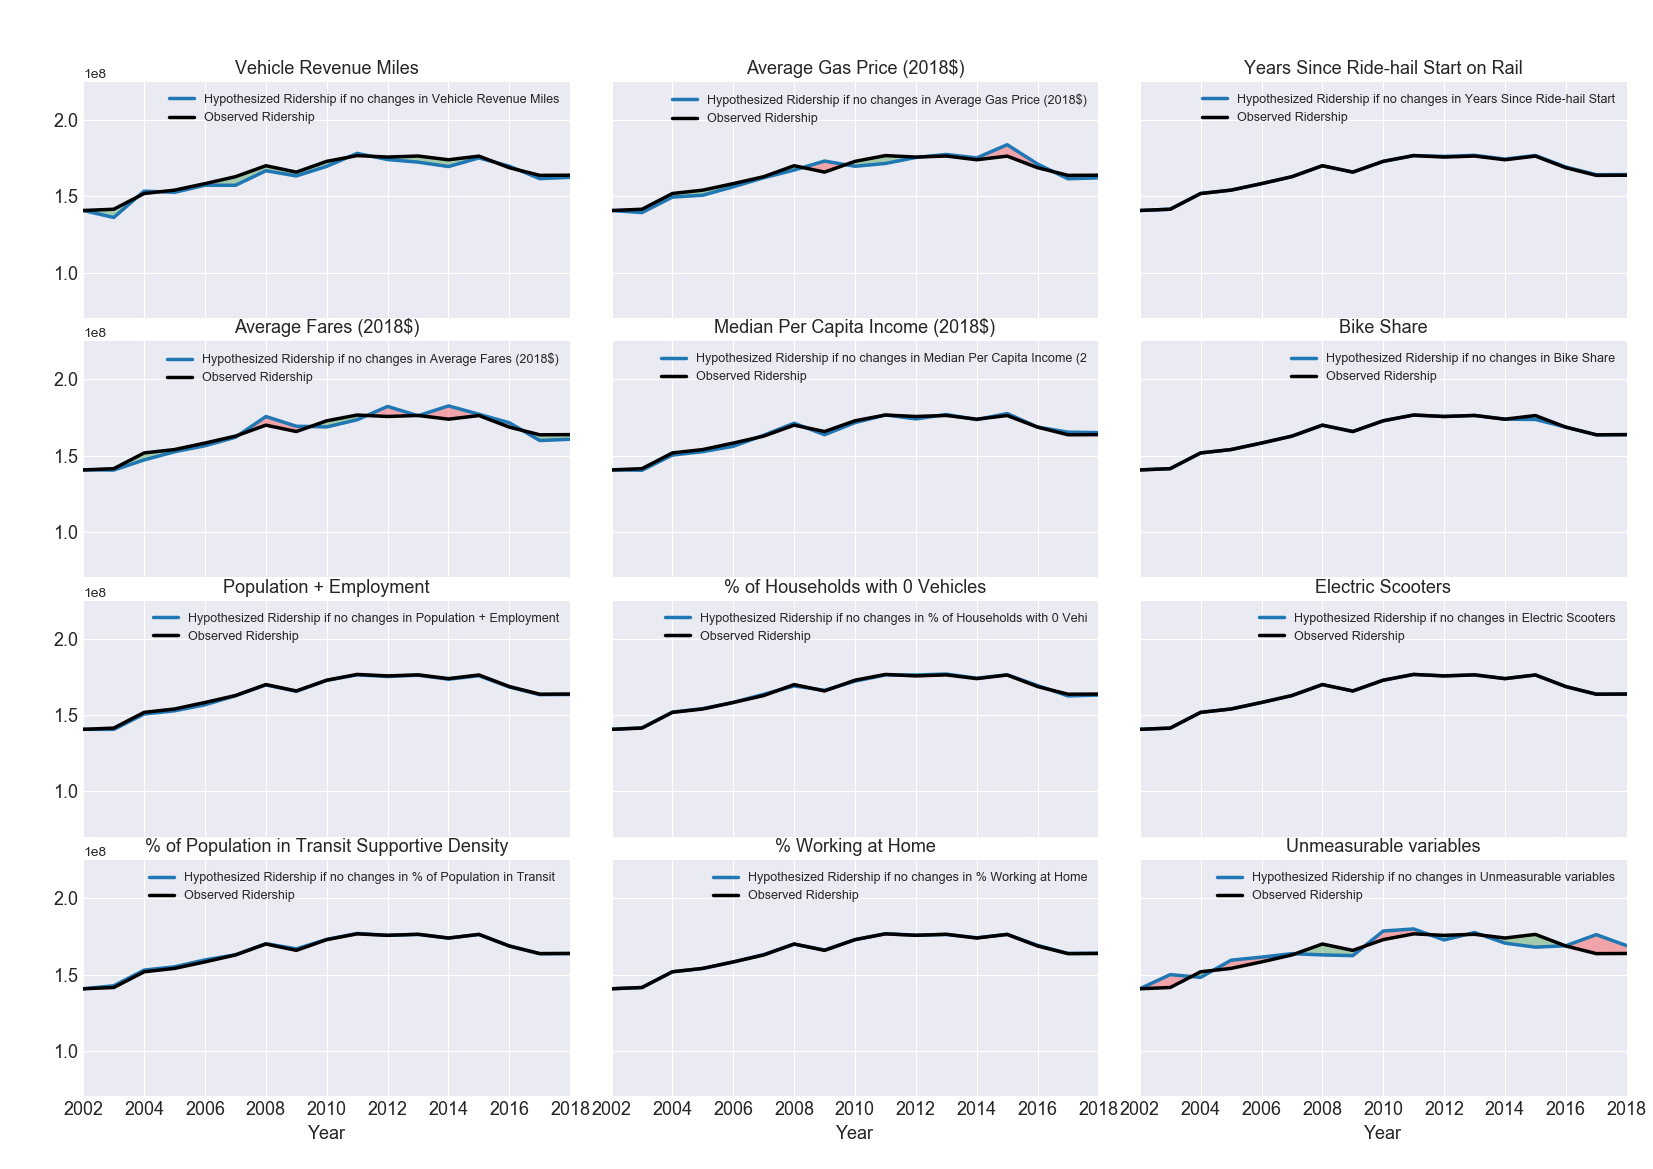 Vehicle Revenue Miles
1e8
Hypothesized Ridership if no changes in Vehicle Revenue Miles
Observed Ridership
2.0
1.5
1.0
Average Gas Price (2018$)
Hypothesized Ridership if no changes in Average Gas Price (2018$)
Observed Ridership
Years Since Ride-hail Start on Rail
Hypothesized Ridership if no changes in Years Since Ride-hail Start
Observed Ridership
Average Fares (2018$)
1e8
Hypothesized Ridership if no changes in Average Fares (2018$)
Observed Ridership
2.0
1.5
1.0
Median Per Capita Income (2018$)
Hypothesized Ridership if no changes in Median Per Capita Income (2
Observed Ridership
Bike Share
Hypothesized Ridership if no changes in Bike Share
Observed Ridership
Population + Employment
1e8
Hypothesized Ridership if no changes in Population + Employment
Observed Ridership
2.0
1.5
1.0
% of Households with 0 Vehicles
Hypothesized Ridership if no changes in % of Households with 0 Vehi
Observed Ridership
Electric Scooters
Hypothesized Ridership if no changes in Electric Scooters
Observed Ridership
% of Population in Transit Supportive Density
1e8
Hypothesized Ridership if no changes in % of Population in Transit
Observed Ridership
2.0
1.5
1.0
2002 2004 2006 2008 2010 2012 2014 2016 2018
Year
% Working at Home
Hypothesized Ridership if no changes in % Working at Home
Observed Ridership
2002 2004 2006 2008 2010 2012 2014 2016 2018
Year
Unmeasurable variables
Hypothesized Ridership if no changes in Unmeasurable variables
Observed Ridership
2002 2004 2006 2008 2010 2012 2014 2016 2018
Year